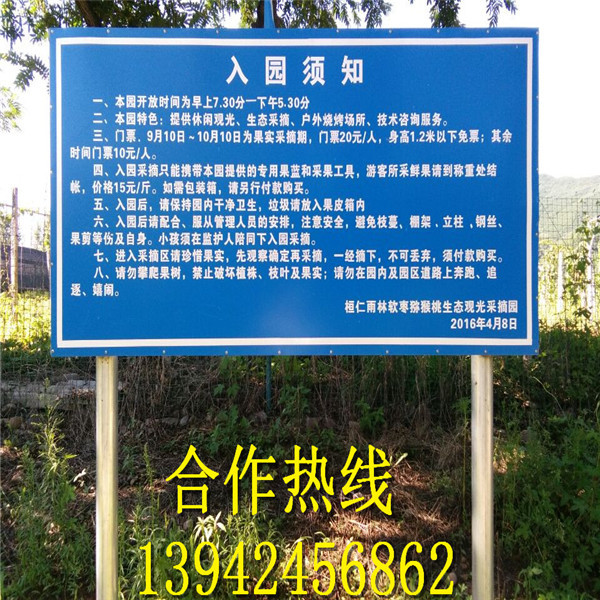 入园须知
一、本园开放时间为早上7.30分一下午5.30分
二、本园特色：提供休闲观光、生态采摘、户外烧烤场所、技术咨询服务。
三、门票、9月10日~10月10日为果实采摘期，门票20元/人，身高1.2米以下免票；其余
时间门票10元/人。
四、入园采摘只能携带本园提供的专用果蓝和采果工具，游客所采鲜果请到称重处结
帐，价格15元/斤。如需包装箱，请另行付款购买。
五、入园后，请保持园内干净卫生，垃圾请放入果皮箱内
六、入园后请配合、服从管理人员的安排，注意安全，避免枝蔓、棚架、立柱、钢丝、
果剪等伤及自身。小孩须在监护人陪同下入园采摘。
七、进入采摘区请珍惜果实，先观察确定再采摘，一经摘下，不可丢弃，须付款购买。
八、请勿攀爬果树，禁止破坏植株、枝叶及果实；请勿在园内及园区道路上奔跑、追
逐、嬉闹。
桓仁雨林软枣猕猴桃生态观光采摘园
2016年4月8日
合作热线
13942456862